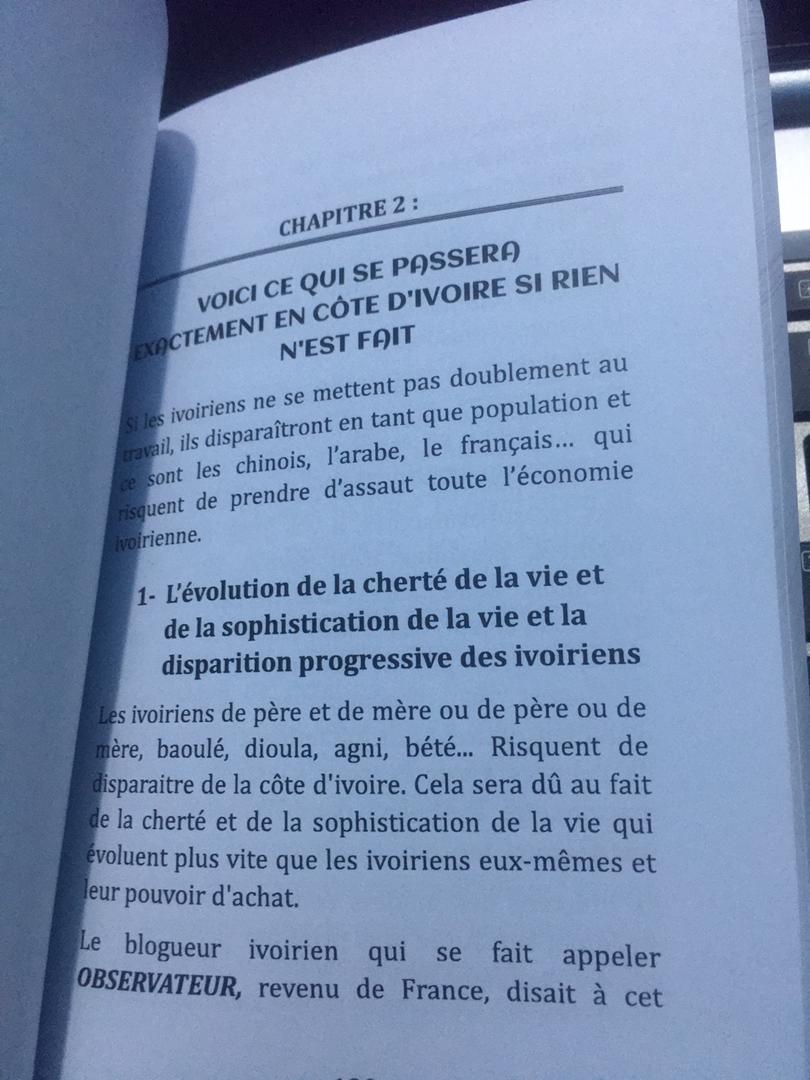 CHAPITRE 2 :
VOICI CE QUI SE PASSERA
EXACTEMENT EN CÔTE D'IVOIRE SI RIEN
N'EST FAIT
Si les ivoiriens ne se mettent pas doublement au
travail, ils disparaîtront en tant que population et
ce sont les chinois, l'arabe, le français... qui
risquent de prendre d'assaut toute l'économie
ivoirienne.
1- L'évolution de la cherté de la vie et
de la sophistication de la vie et la
disparition progressive des ivoiriens
Les ivoiriens de père et de mère ou de père ou de
mère, baoulé, dioula, agni, bété... Risquent de
disparaitre de la côte d'ivoire. Cela sera dû au fait
de la cherté et de la sophistication de la vie qui
évoluent plus vite que les ivoiriens eux-mêmes et
leur pouvoir d'achat.
Le blogueur ivoirien qui se fait appeler
OBSERVATEUR, revenu de France, disait à cet